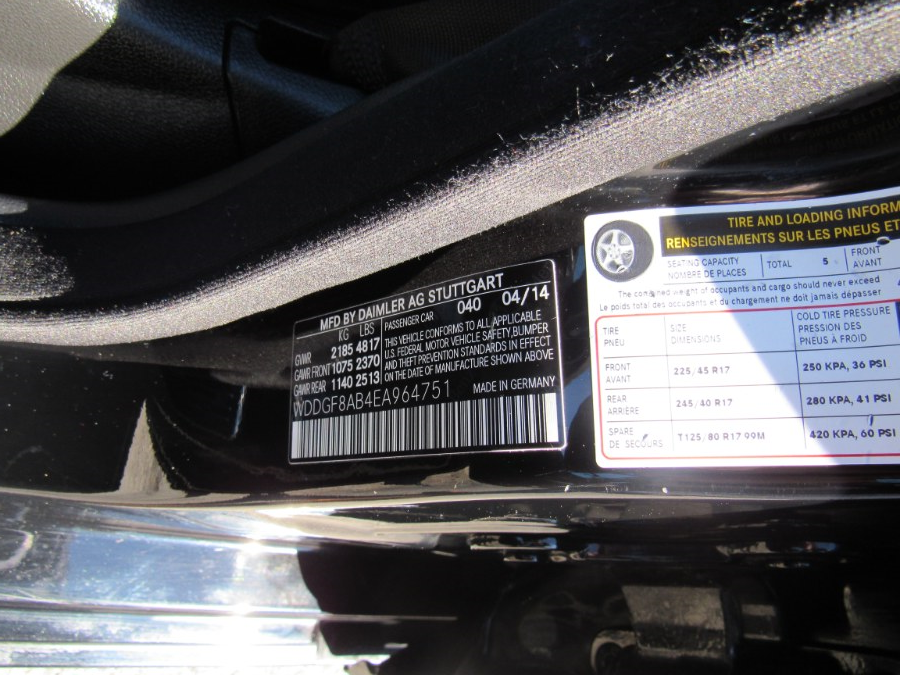 MFD BY DAIMLER AG STUTTGART
KG LBS PASSENGER CAR 040 04/14
GVWR 2185 4817
GAWR FRONT 1075 2370
GAWR REAR 1140 2513
THIS VEHICLE CONFORMS TO ALL APPLICABLE
U.S. FEDERAL MOTOR VEHICLE SAFETY, BUMPER
AND THEFT PREVENTION STANDARDS IN EFFECT
ON THE DATE OF MANUFACTURE SHOWN ABOVE
WDDGF8AB4EA964751 MADE IN GERMANY
TIRE AND LOADING INFORM
RENSEIGNEMENTS SUR LES PNEUS ET
SEATING CAPACITY
NOMBRE DE PLACES
TOTAL 5
FRONT
AVANT
The combined weight of occupants and cargo should never exceed
Le poids total des occupants et du chargement ne doit jamais dépasser
TIRE
PNEU
SIZE
DIMENSIONS
COLD TIRE PRESSURE
PRESSION DES
PNEUS À FROID
FRONT
AVANT
225/45 R17
250 KPA, 36 PSI
REAR
ARRIÈRE
245/40 R17
280 KPA, 41 PSI
SPARE
DE SECOURS
T125/80 R17 99M
420 KPA, 60 PSI